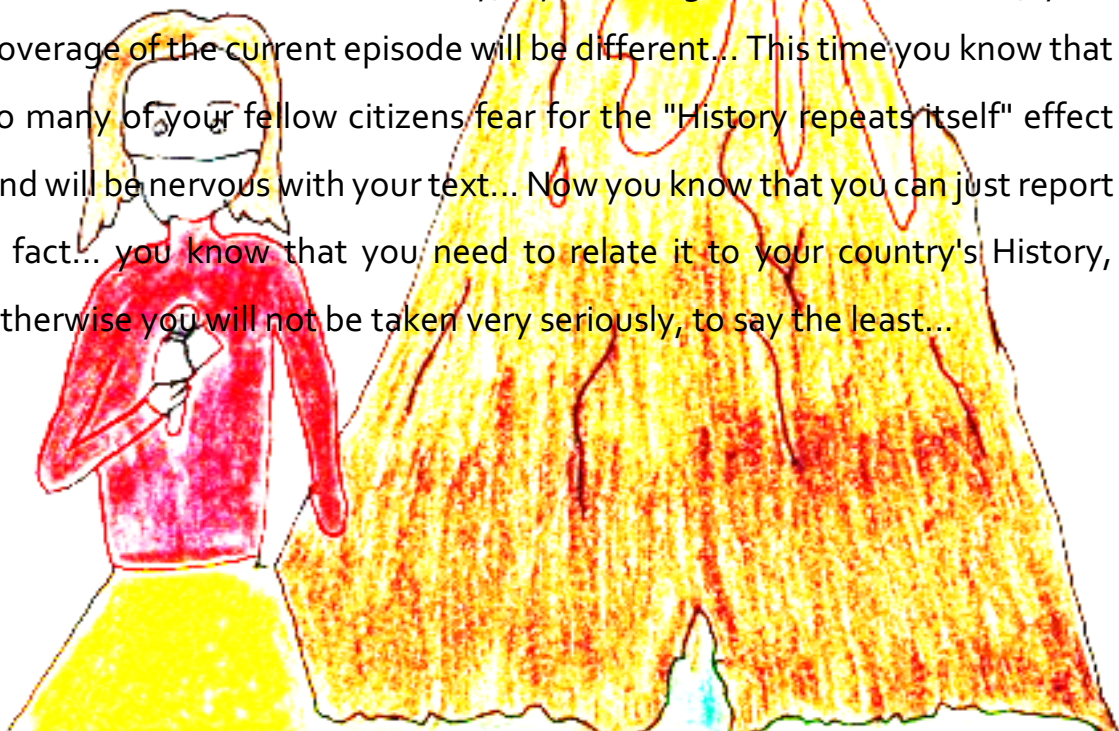 overage of the current episode will be different... This time you know that
o many of your fellow citizens fear for the "History repeats itself" effect
nd will be nervous with your text... Now you know that you can just report
fact... you know that you need to relate it to your country's History,
therwise you will not be taken very seriously, to say the least...